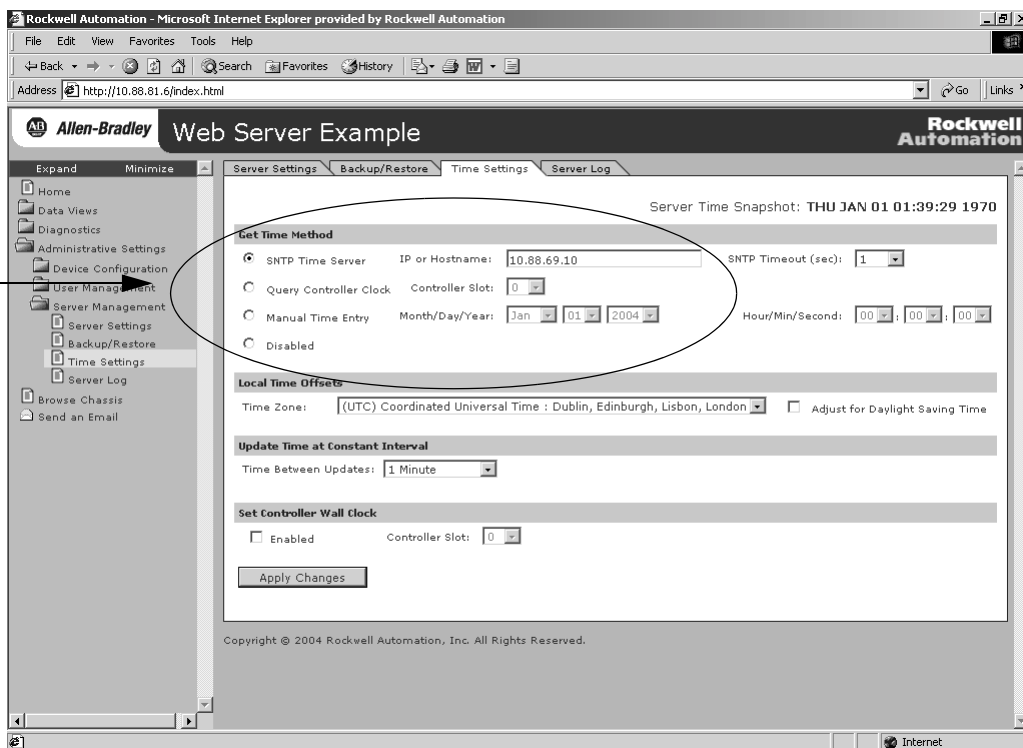 Rockwell Automation - Microsoft Internet Explorer provided by Rockwell Automation
File Edit View Favorites Tools Help
Back Search Favorites History
Address http://10.88.81.6/index.html Go Links
AB Allen-Bradley Web Server Example Rockwell Automation
Expand Minimize
Home
Data Views
Diagnostics
Administrative Settings
Device Configuration
User Management
Server Management
Server Settings
Backup/Restore
Time Settings
Server Log
Browse Chassis
Send an Email
Server Settings Backup/Restore Time Settings Server Log
Server Time Snapshot: THU JAN 01 01:39:29 1970
Get Time Method
SNTP Time Server IP or Hostname: 10.88.69.10 SNTP Timeout (sec): 1
Query Controller Clock Controller Slot: 0
Manual Time Entry Month/Day/Year: Jan 01 2004 Hour/Min/Second: 00 : 00 : 00
Disabled
Local Time Offsets
Time Zone: (UTC) Coordinated Universal Time : Dublin, Edinburgh, Lisbon, London Adjust for Daylight Saving Time
Update Time at Constant Interval
Time Between Updates: 1 Minute
Set Controller Wall Clock
Enabled Controller Slot: 0
Apply Changes
Copyright © 2004 Rockwell Automation, Inc. All Rights Reserved.
Internet